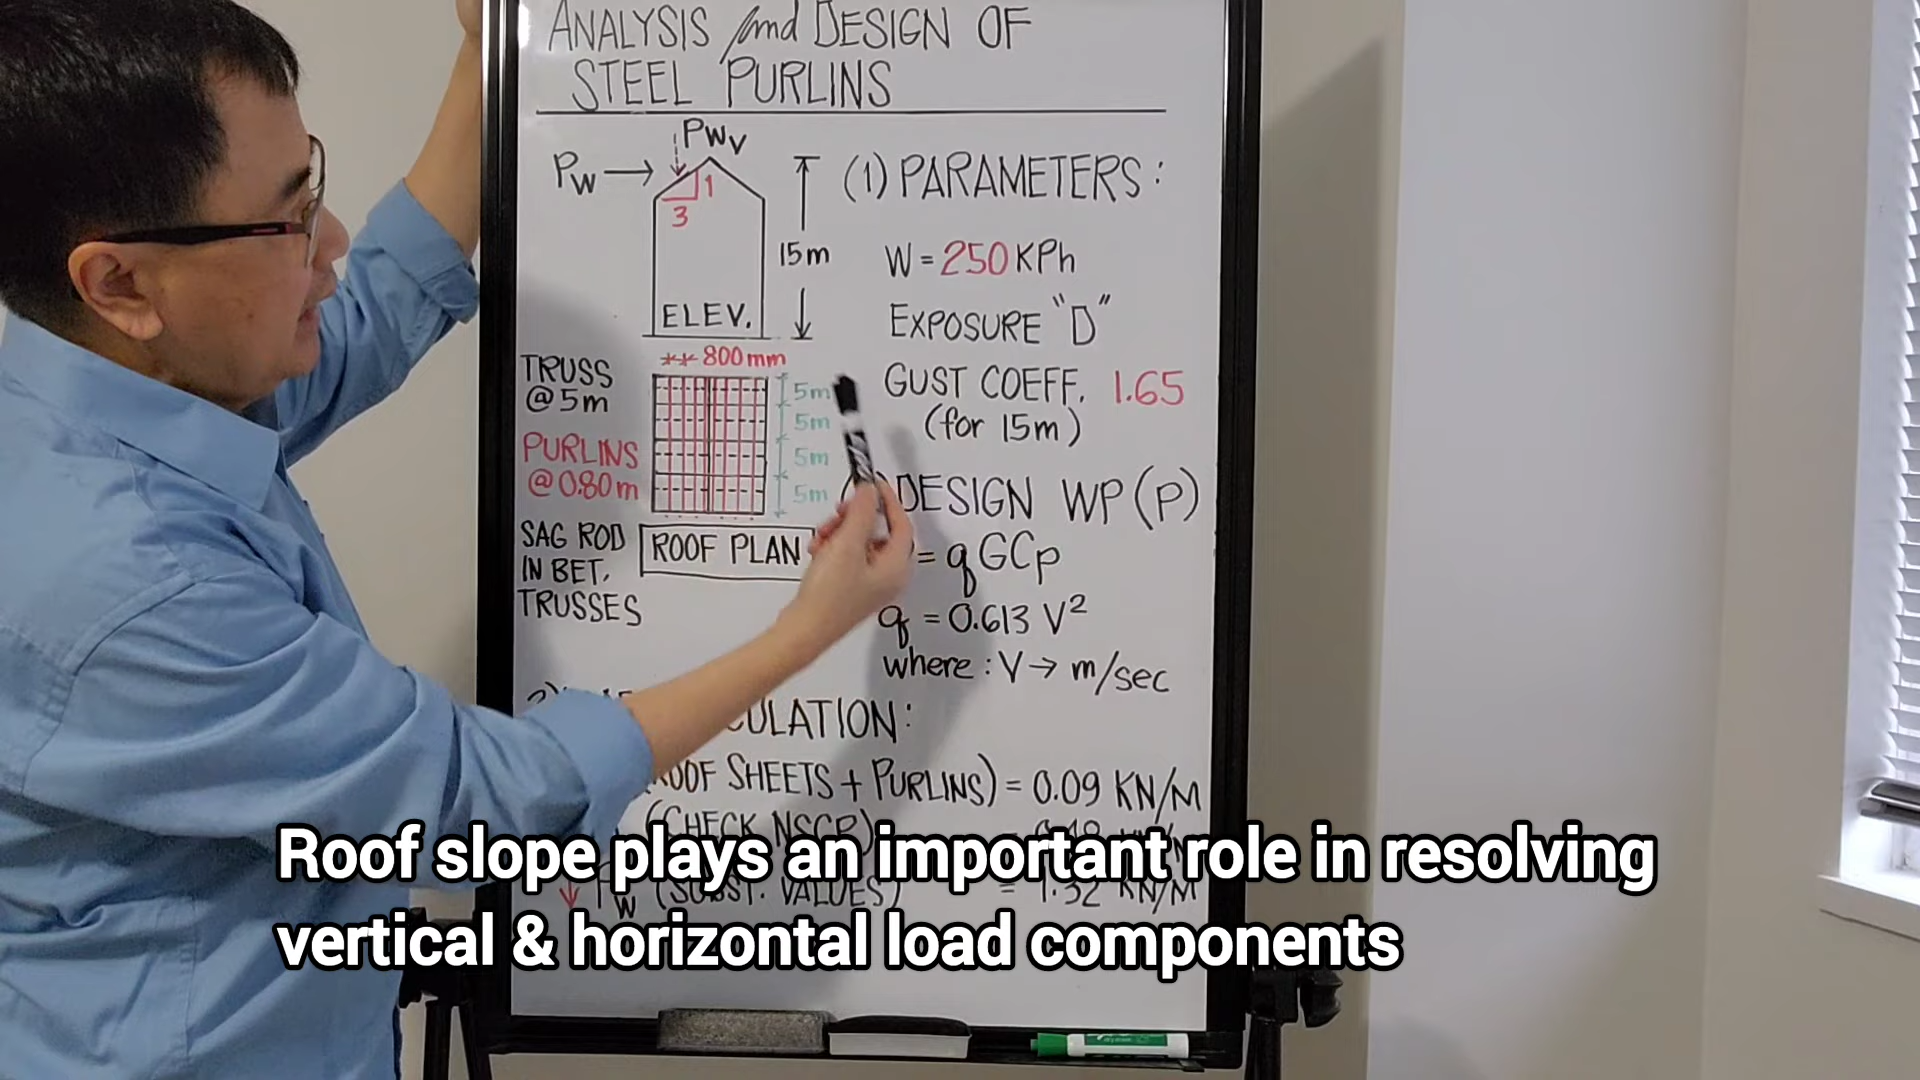 ANALYSIS and DESIGN OF
STEEL PURLINS
PWV
PW
1
3
15m
ELEV.
(1) PARAMETERS:
W = 250 KPh
EXPOSURE "D"
GUST COEFF. 1.65
(for 15m)
TRUSS
@5m
PURLINS
@0.80m
SAG ROD
IN BET.
TRUSSES
800mm
5m
5m
5m
5m
ROOF PLAN
DESIGN WP (P)
= qGCp
q = 0.613 V²
where: V → m/sec
ROOF SHEETS + PURLINS) = 0.09 KN/M
(CHECK NSCP)
↓ PW (SUBST. VALUES) = 1.32 KN/M
Roof slope plays an important role in resolving
vertical & horizontal load components